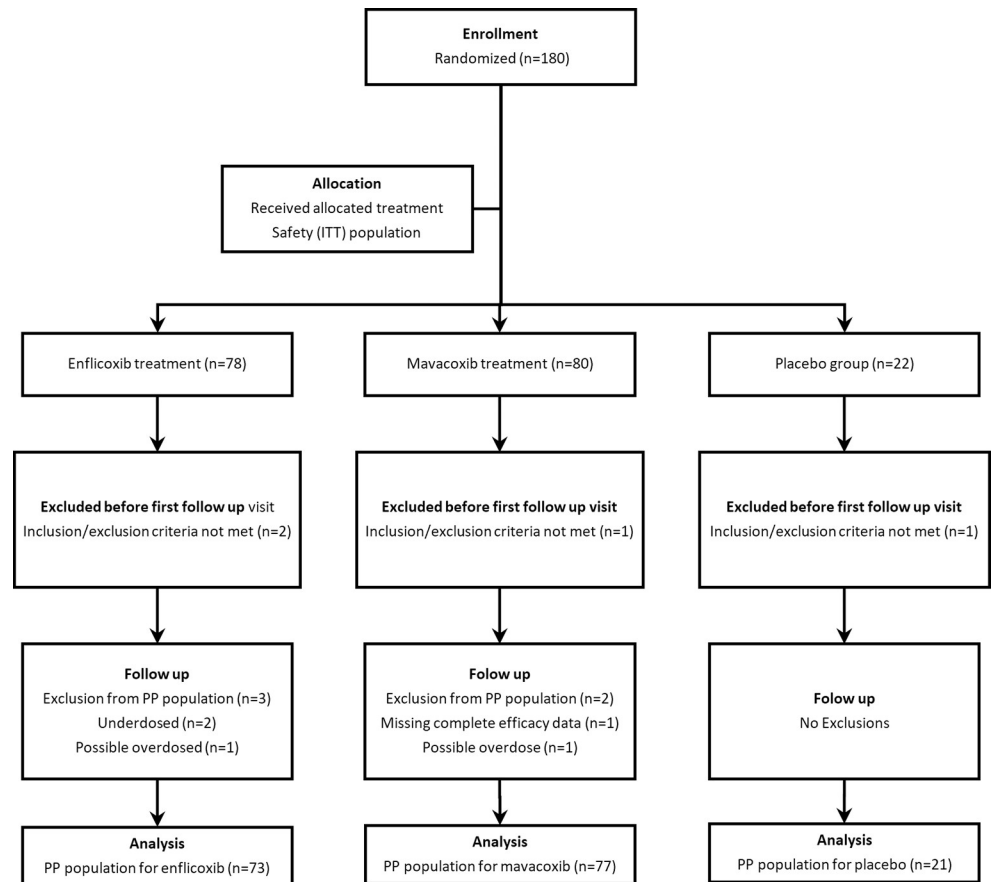 Enrollment
Randomized (n=180)
Allocation
Received allocated treatment
Safety (ITT) population
Enflicoxib treatment (n=78)
Mavacoxib treatment (n=80)
Placebo group (n=22)
Excluded before first follow up visit
Inclusion/exclusion criteria not met (n=2)
Excluded before first follow up visit
Inclusion/exclusion criteria not met (n=1)
Excluded before first follow up visit
Inclusion/exclusion criteria not met (n=1)
Follow up
Exclusion from PP population (n=3)
Underdosed (n=2)
Possible overdosed (n=1)
Folow up
Exclusion from PP population (n=2)
Missing complete efficacy data (n=1)
Possible overdose (n=1)
Folow up
No Exclusions
Analysis
PP population for enflicoxib (n=73)
Analysis
PP population for mavacoxib (n=77)
Analysis
PP population for placebo (n=21)